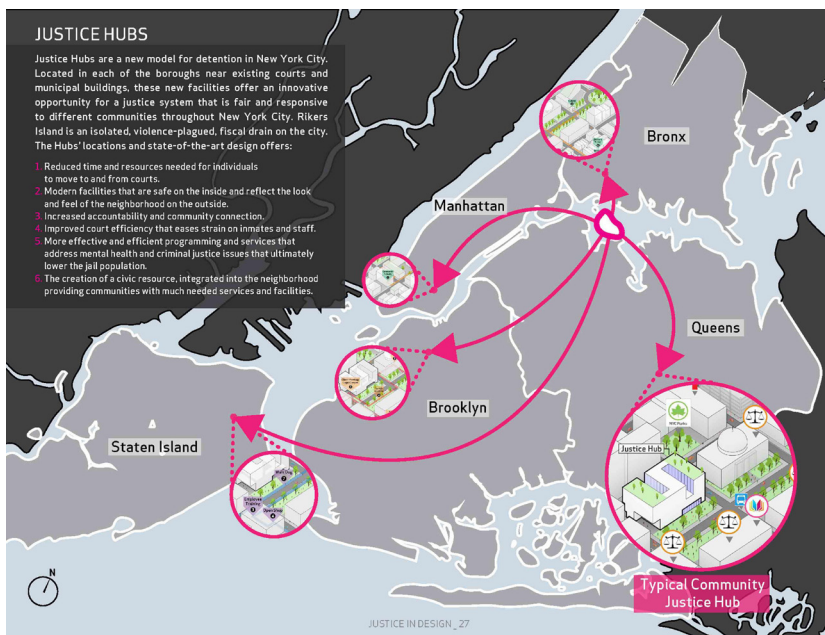 JUSTICE HUBS
Justice Hubs are a new model for detention in New York City.
Located in each of the boroughs near existing courts and
municipal buildings, these new facilities offer an innovative
opportunity for a justice system that is fair and responsive
to different communities throughout New York City. Rikers
Island is an isolated, violence-plagued, fiscal drain on the city.
The Hubs' locations and state-of-the-art design offers:
1. Reduced time and resources needed for individuals
to move to and from courts.
2. Modern facilities that are safe on the inside and reflect the look
and feel of the neighborhood on the outside.
3. Increased accountability and community connection.
4. Improved court efficiency that eases strain on inmates and staff.
5. More effective and efficient programming and services that
address mental health and criminal justice issues that ultimately
lower the jail population.
6. The creation of a civic resource, integrated into the neighborhood
providing communities with much needed services and facilities.
Bronx
Manhattan
Queens
Brooklyn
Staten Island
NYC Parks
Justice Hub
Employee
Training
Typical Community
Justice Hub
N
JUSTICE IN DESIGN_27